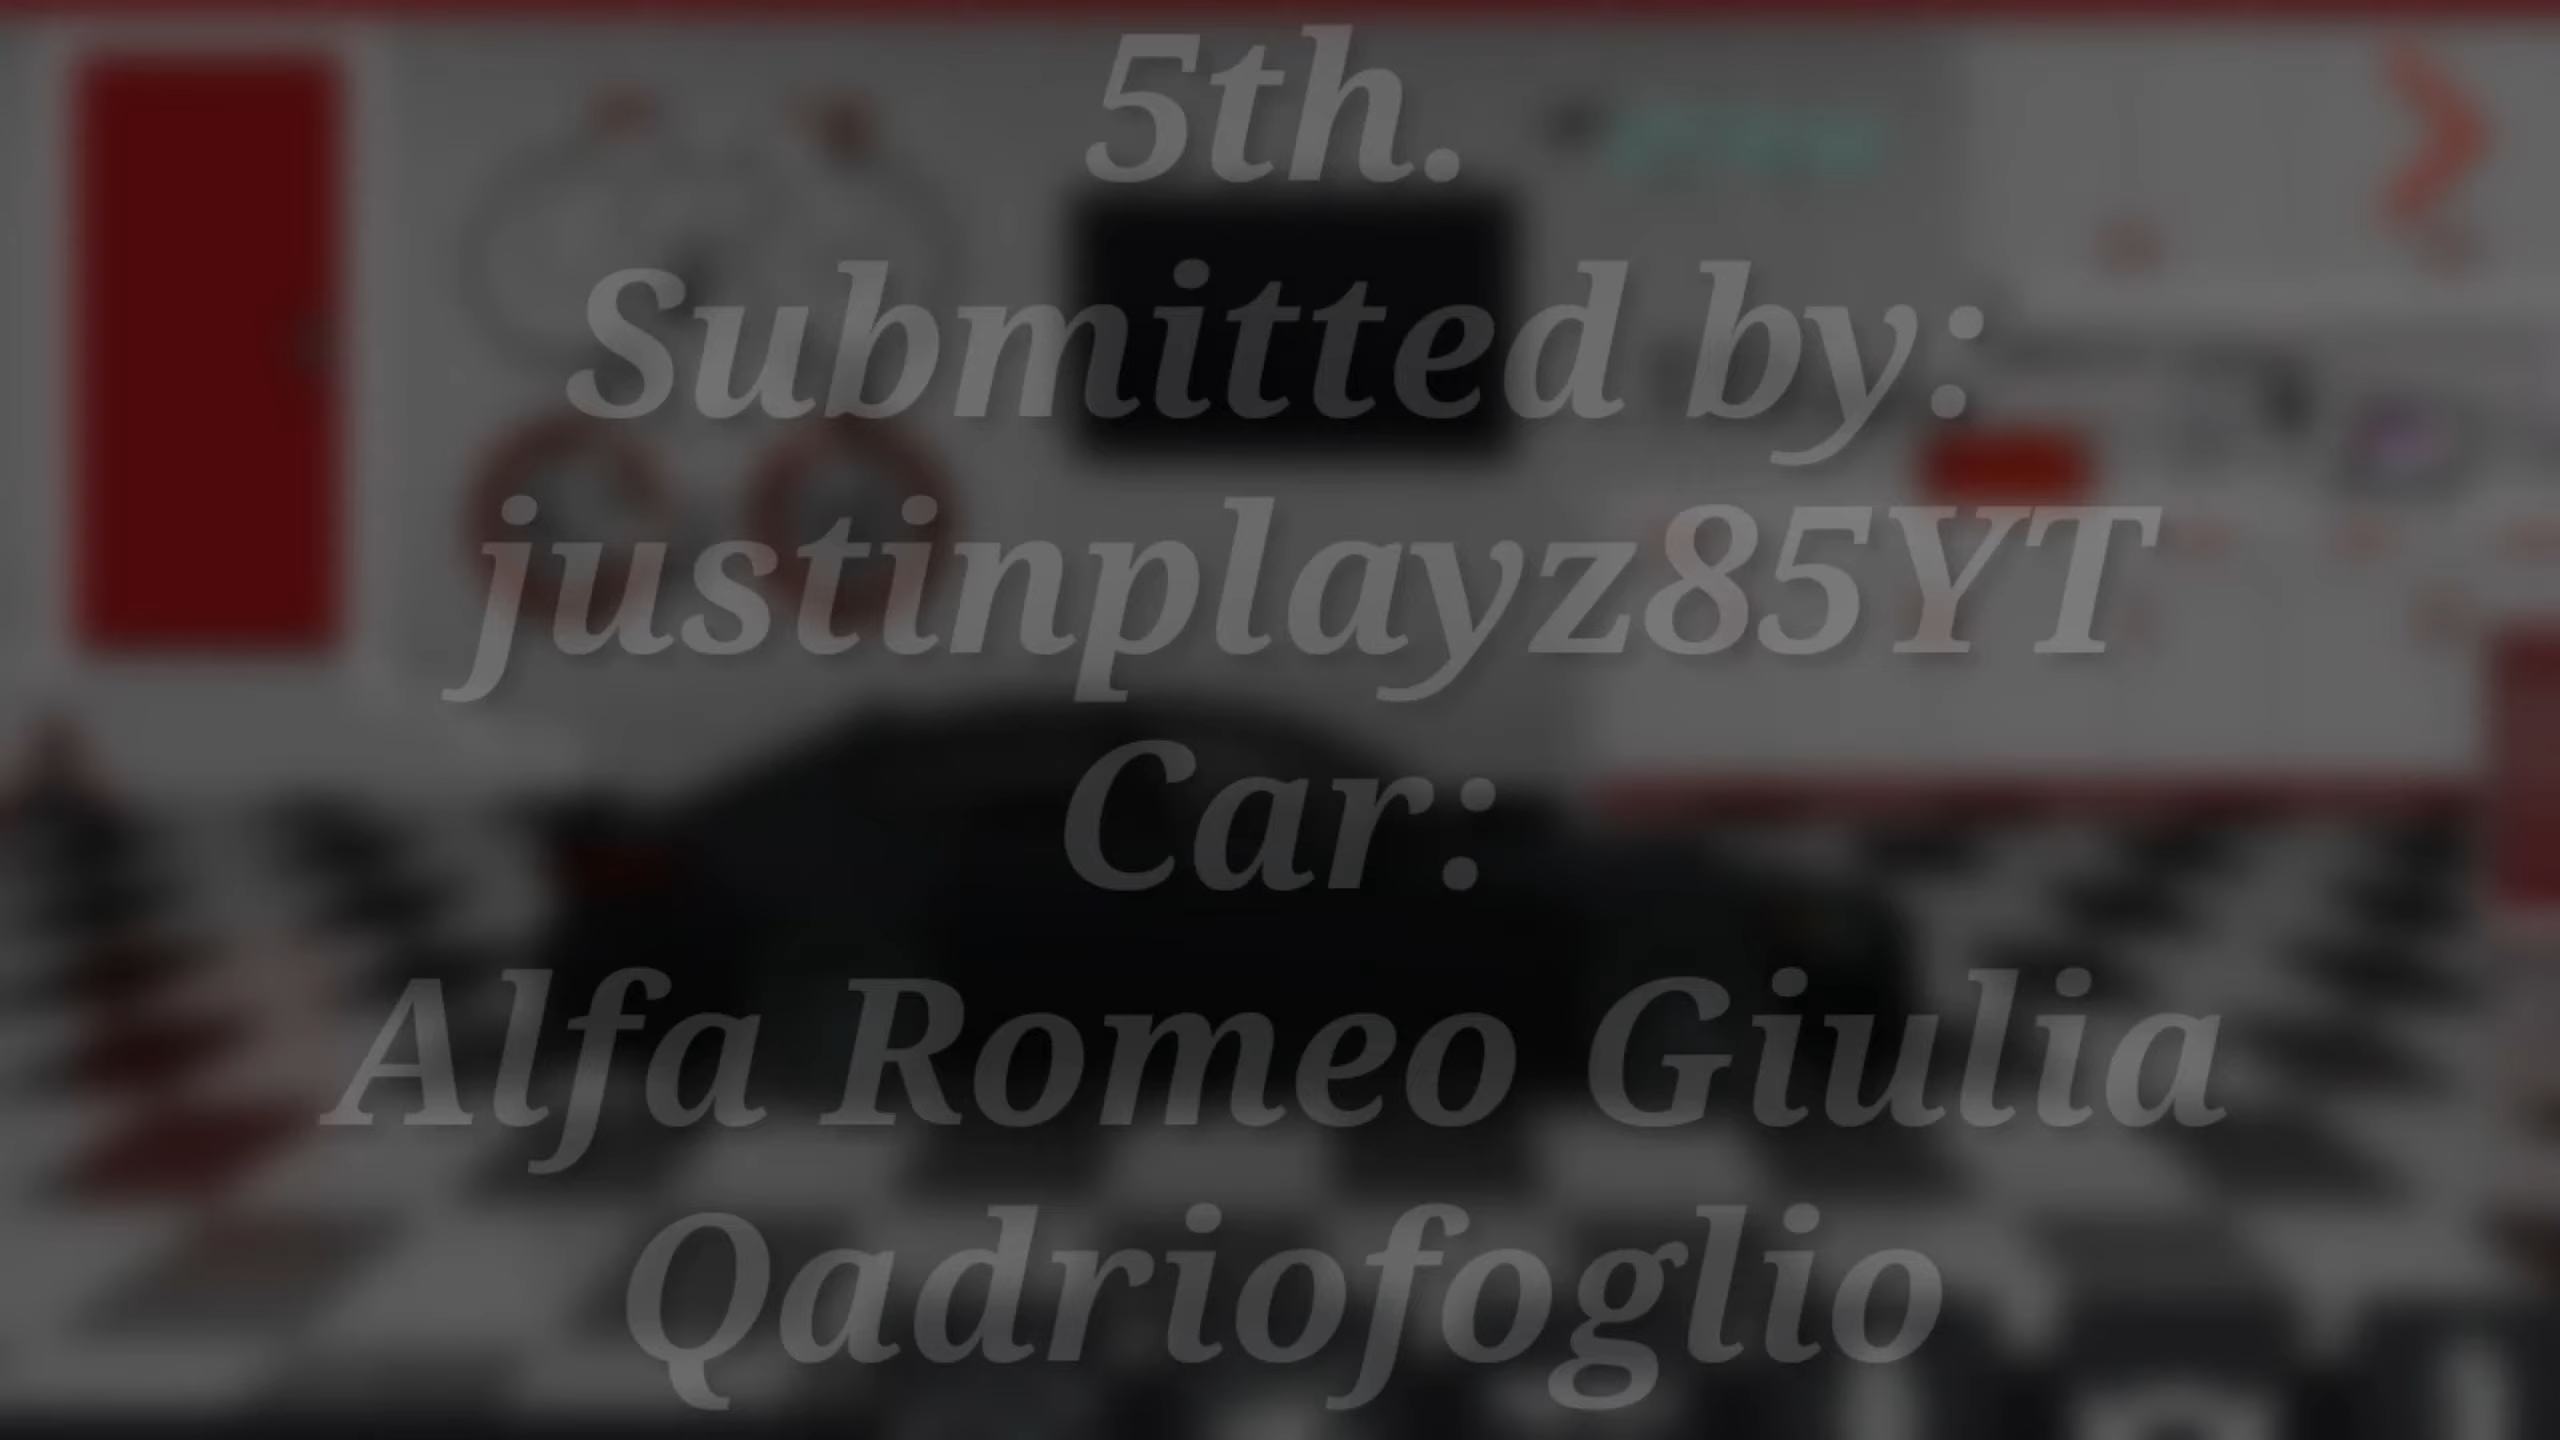 5th.
Submitted by:
justinplayz85YT
Car:
Alfa Romeo Giulia
Qadriofoglio